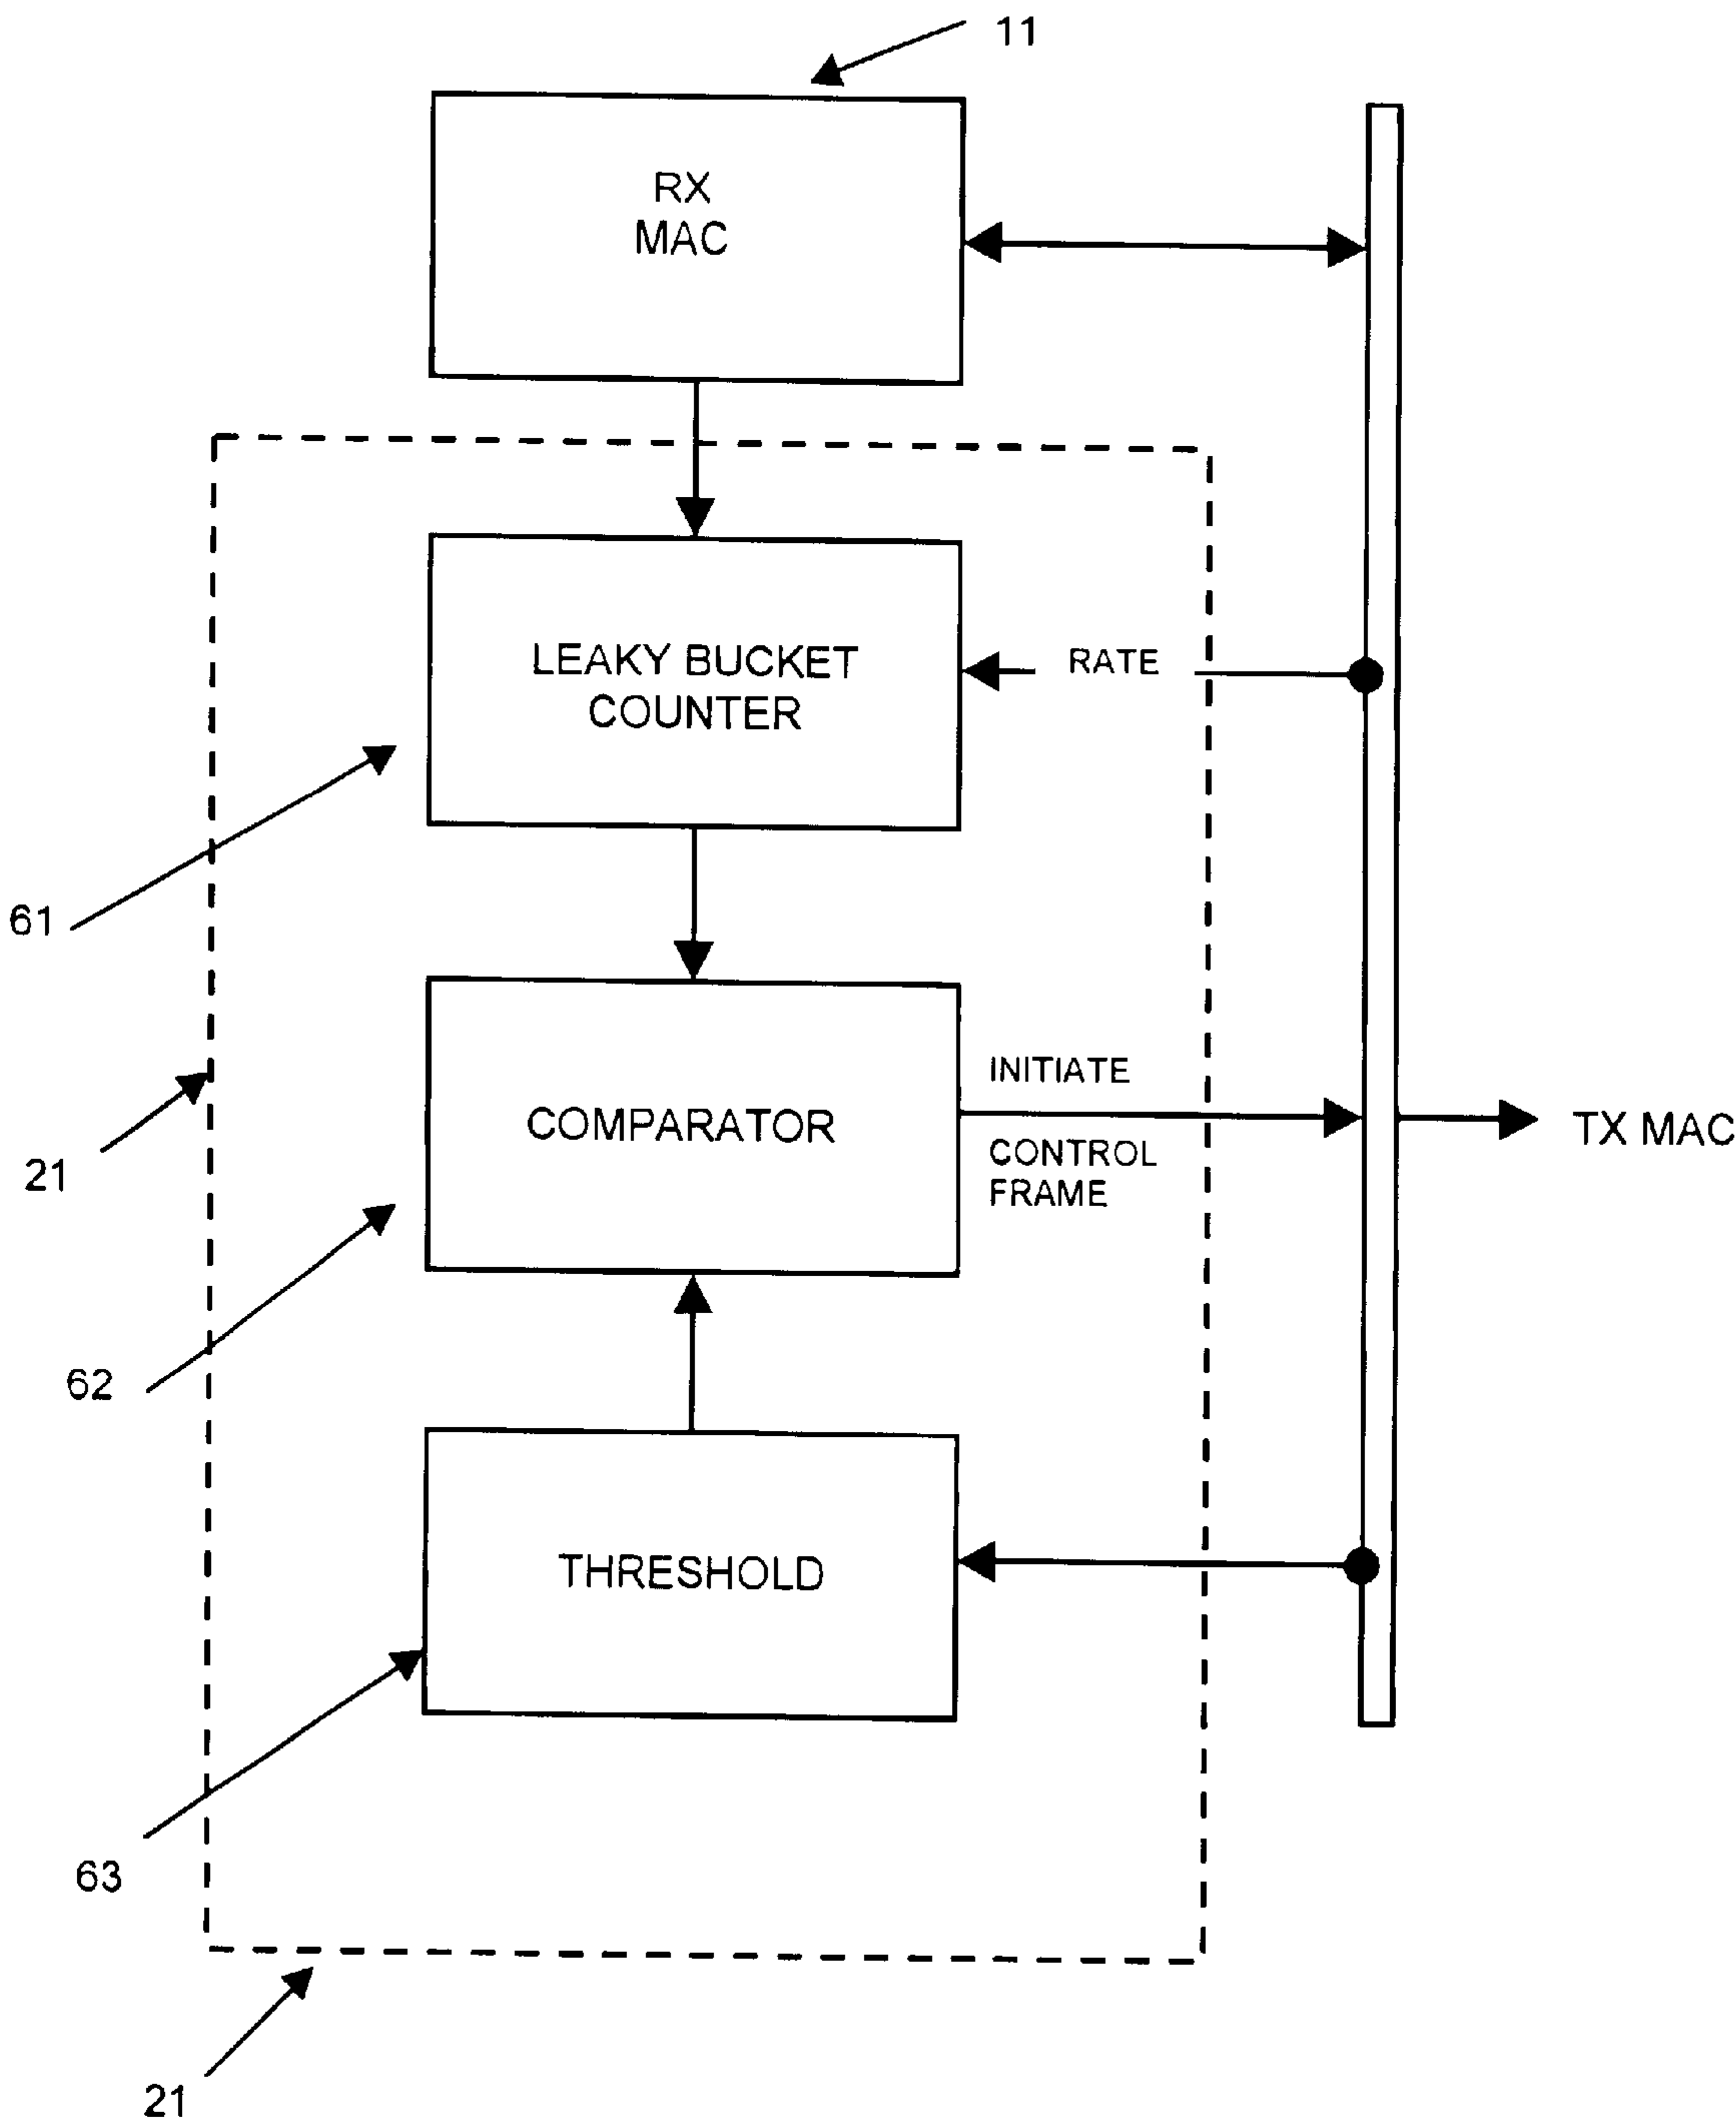 11
RX
MAC
LEAKY BUCKET
COUNTER
RATE
61
INITIATE
COMPARATOR
CONTROL
FRAME
TX MAC
21
62
THRESHOLD
63
21